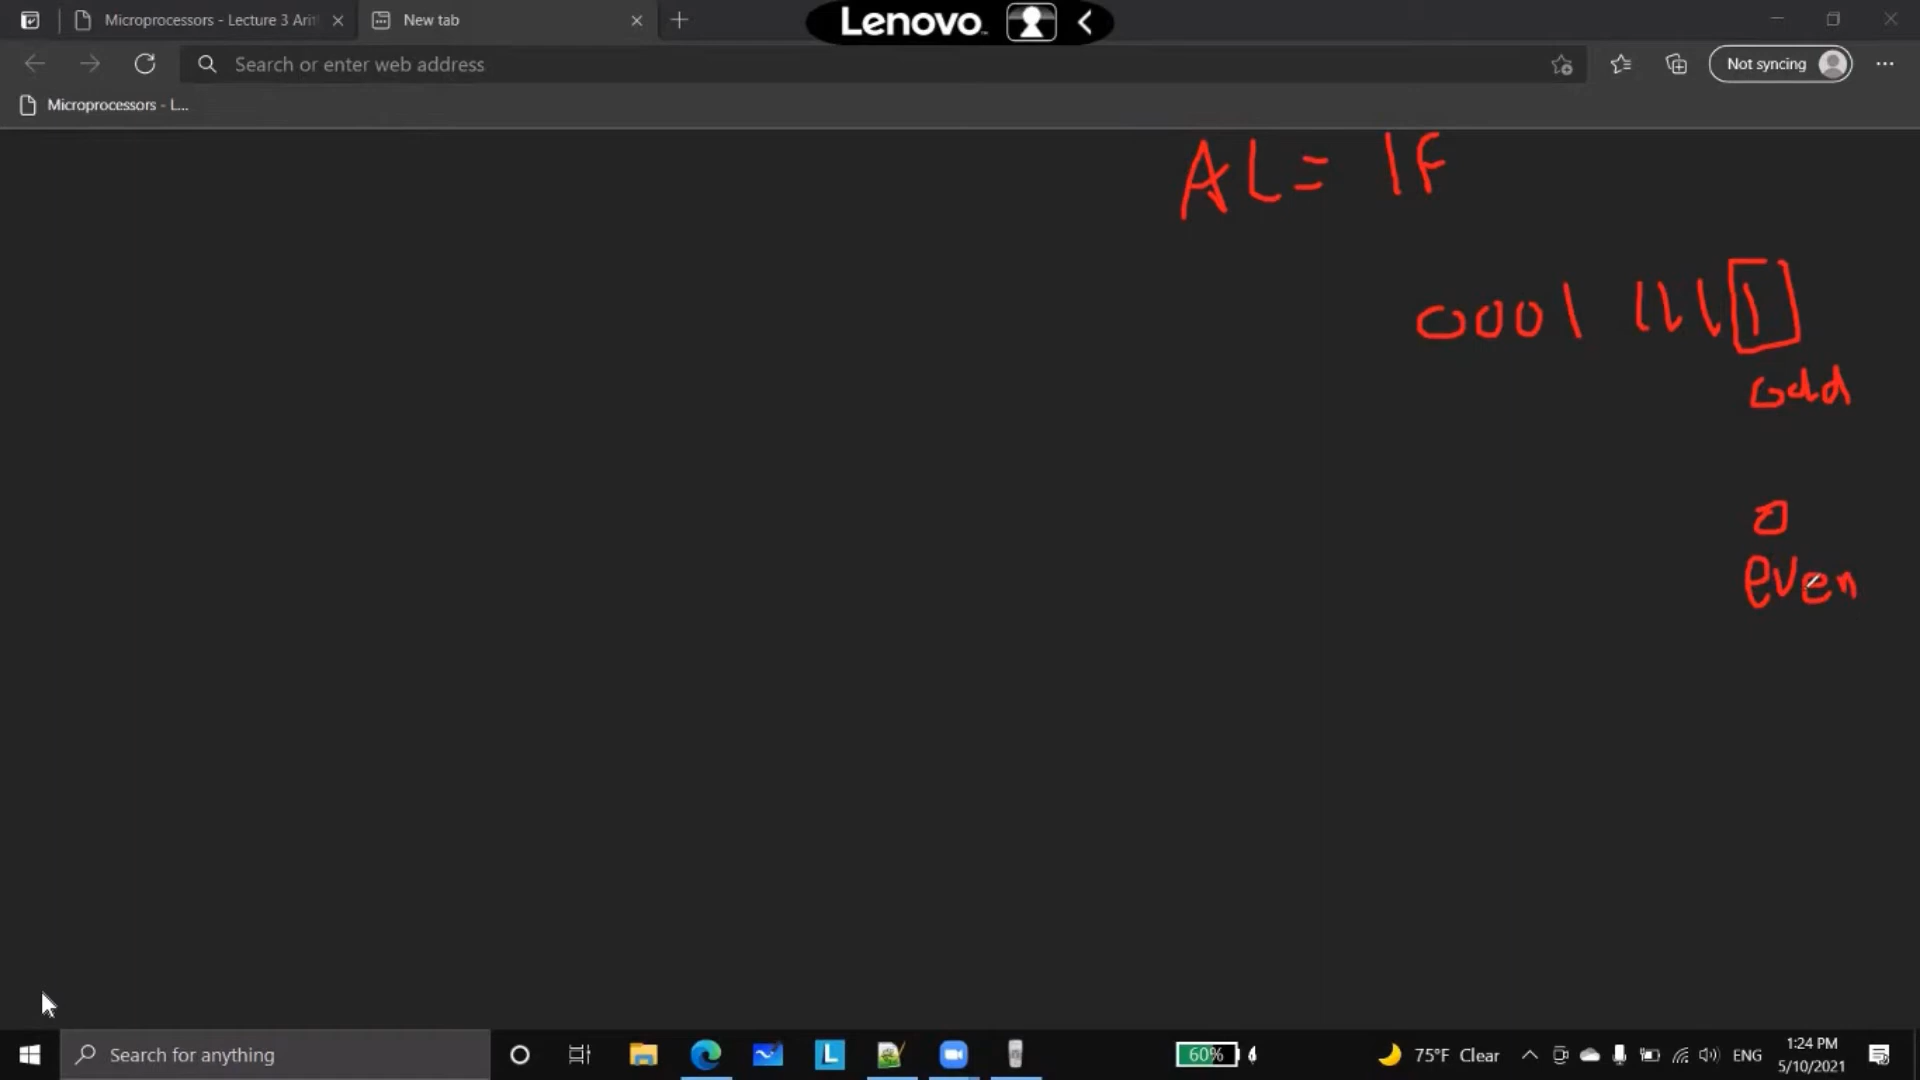 Microprocessors - Lecture 3 Arit
New tab
Lenovo
Search or enter web address
Not syncing
Microprocessors - L...
AL= 1F
0001 1111
odd
0
even
Search for anything
L
60%
75°F Clear
ENG
1:24 PM
5/10/2021